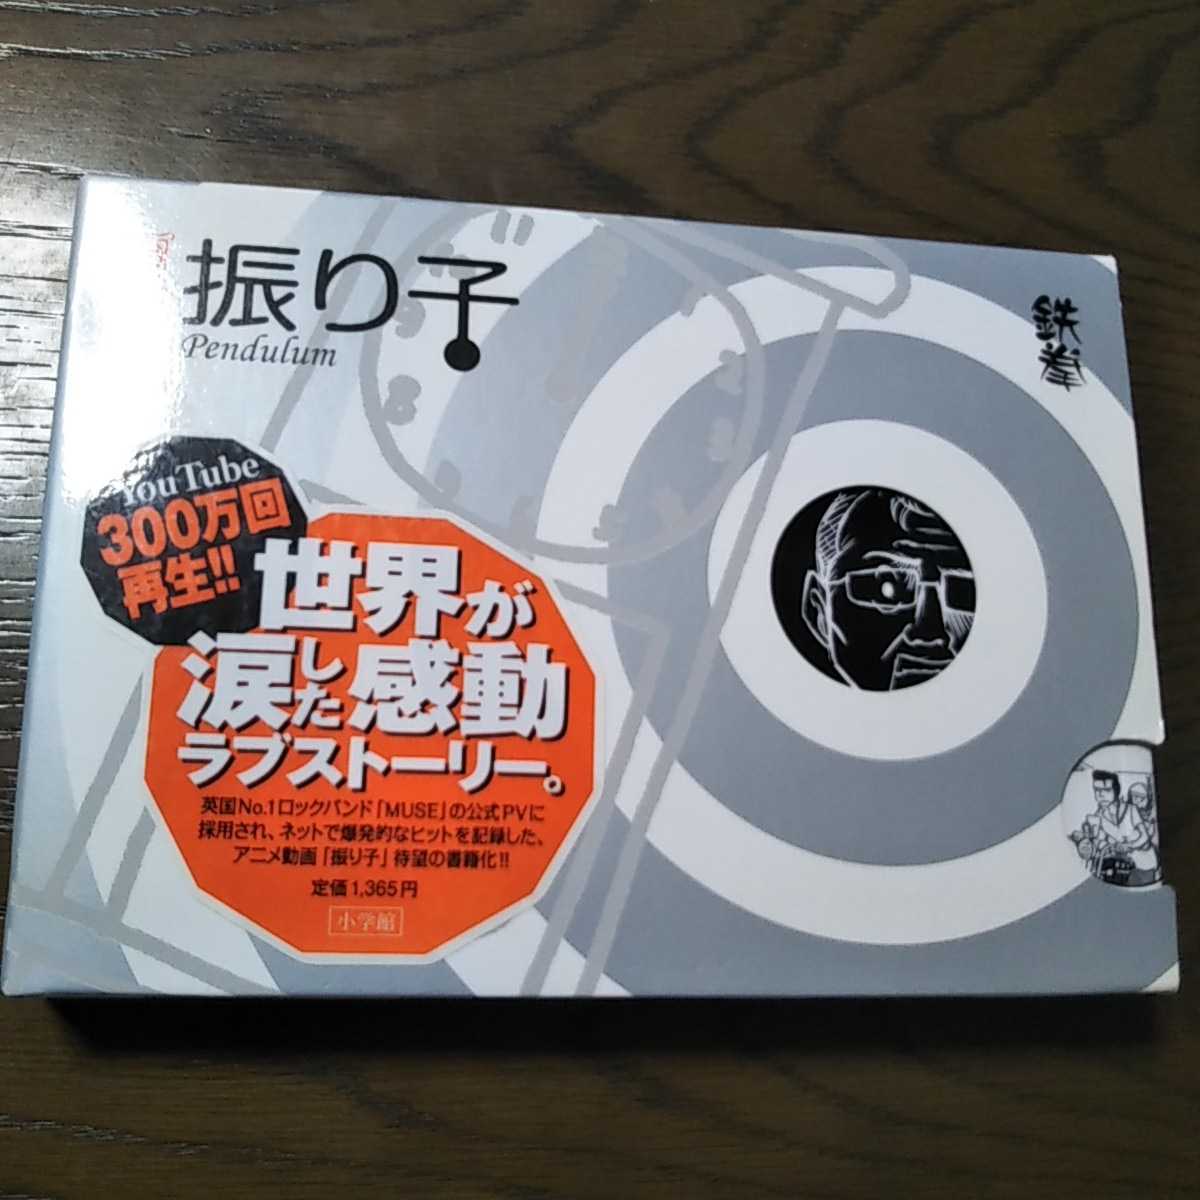 振り子
Pendulum
鉄拳
YouTube
300万回
再生!!
世界が
涙した感動
ラブストーリー。
英国No.1ロックバンド「MUSE」の公式PVに
採用され、ネットで爆発的なヒットを記録した、
アニメ動画「振り子」待望の書籍化!!
定価1,365円
小学館